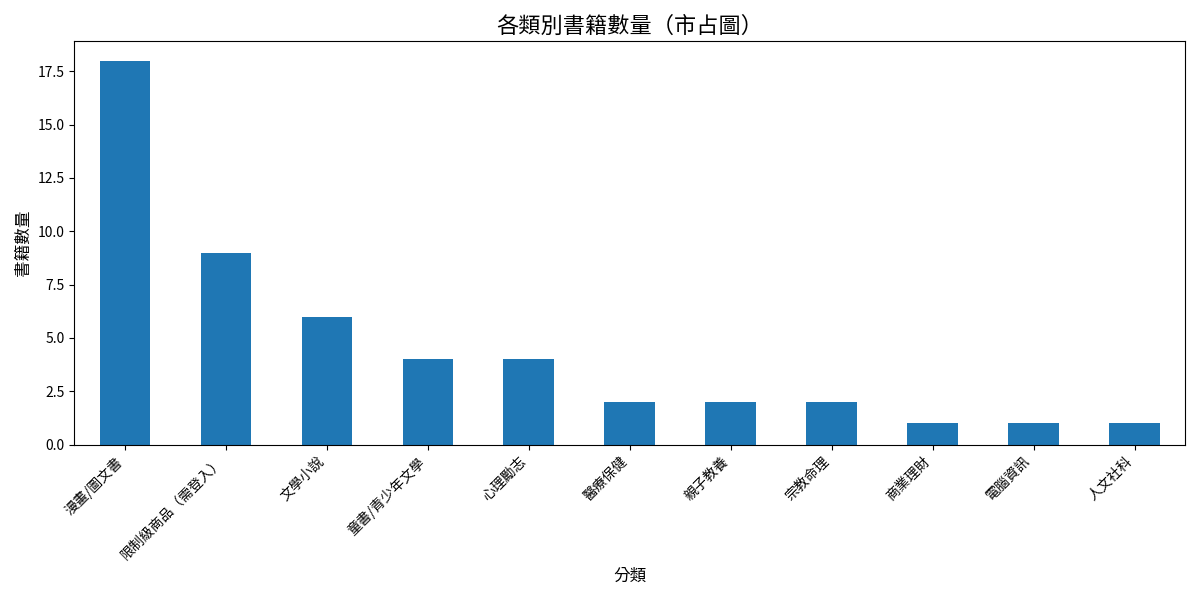 各類別書籍數量（市占圖）
書籍數量
17.5
15.0
12.5
10.0
7.5
5.0
2.5
0.0
漫畫/圖文書
限制級商品（需登入）
文學小說
童書/青少年文學
心理勵志
醫療保健
親子教養
宗教命理
商業理財
電腦資訊
人文社科
分類